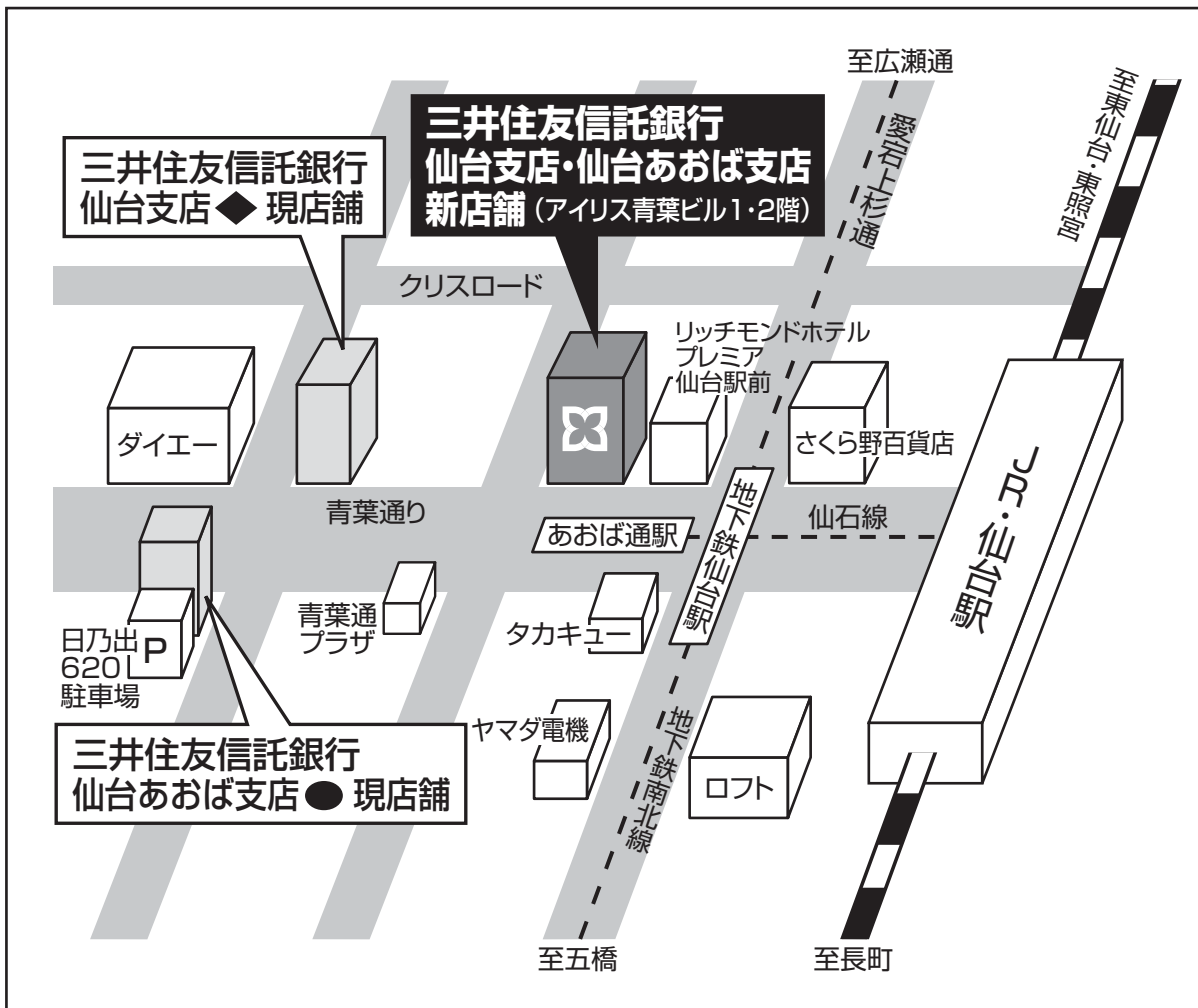 至広瀬通
愛宕上杉通
至東仙台・東照宮
三井住友信託銀行
仙台支店・仙台あおば支店
新店舗（アイリス青葉ビル1・2階）
三井住友信託銀行
仙台支店◆現店舗
クリスロード
リッチモンドホテル
プレミア
仙台駅前
ダイエー
さくら野百貨店
JR・仙台駅
青葉通り
あおば通駅
地下鉄仙台駅
仙石線
青葉通
プラザ
タカキュー
日乃出
620
駐車場
P
三井住友信託銀行
仙台あおば支店●現店舗
ヤマダ電機
地下鉄南北線
ロフト
至五橋
至長町